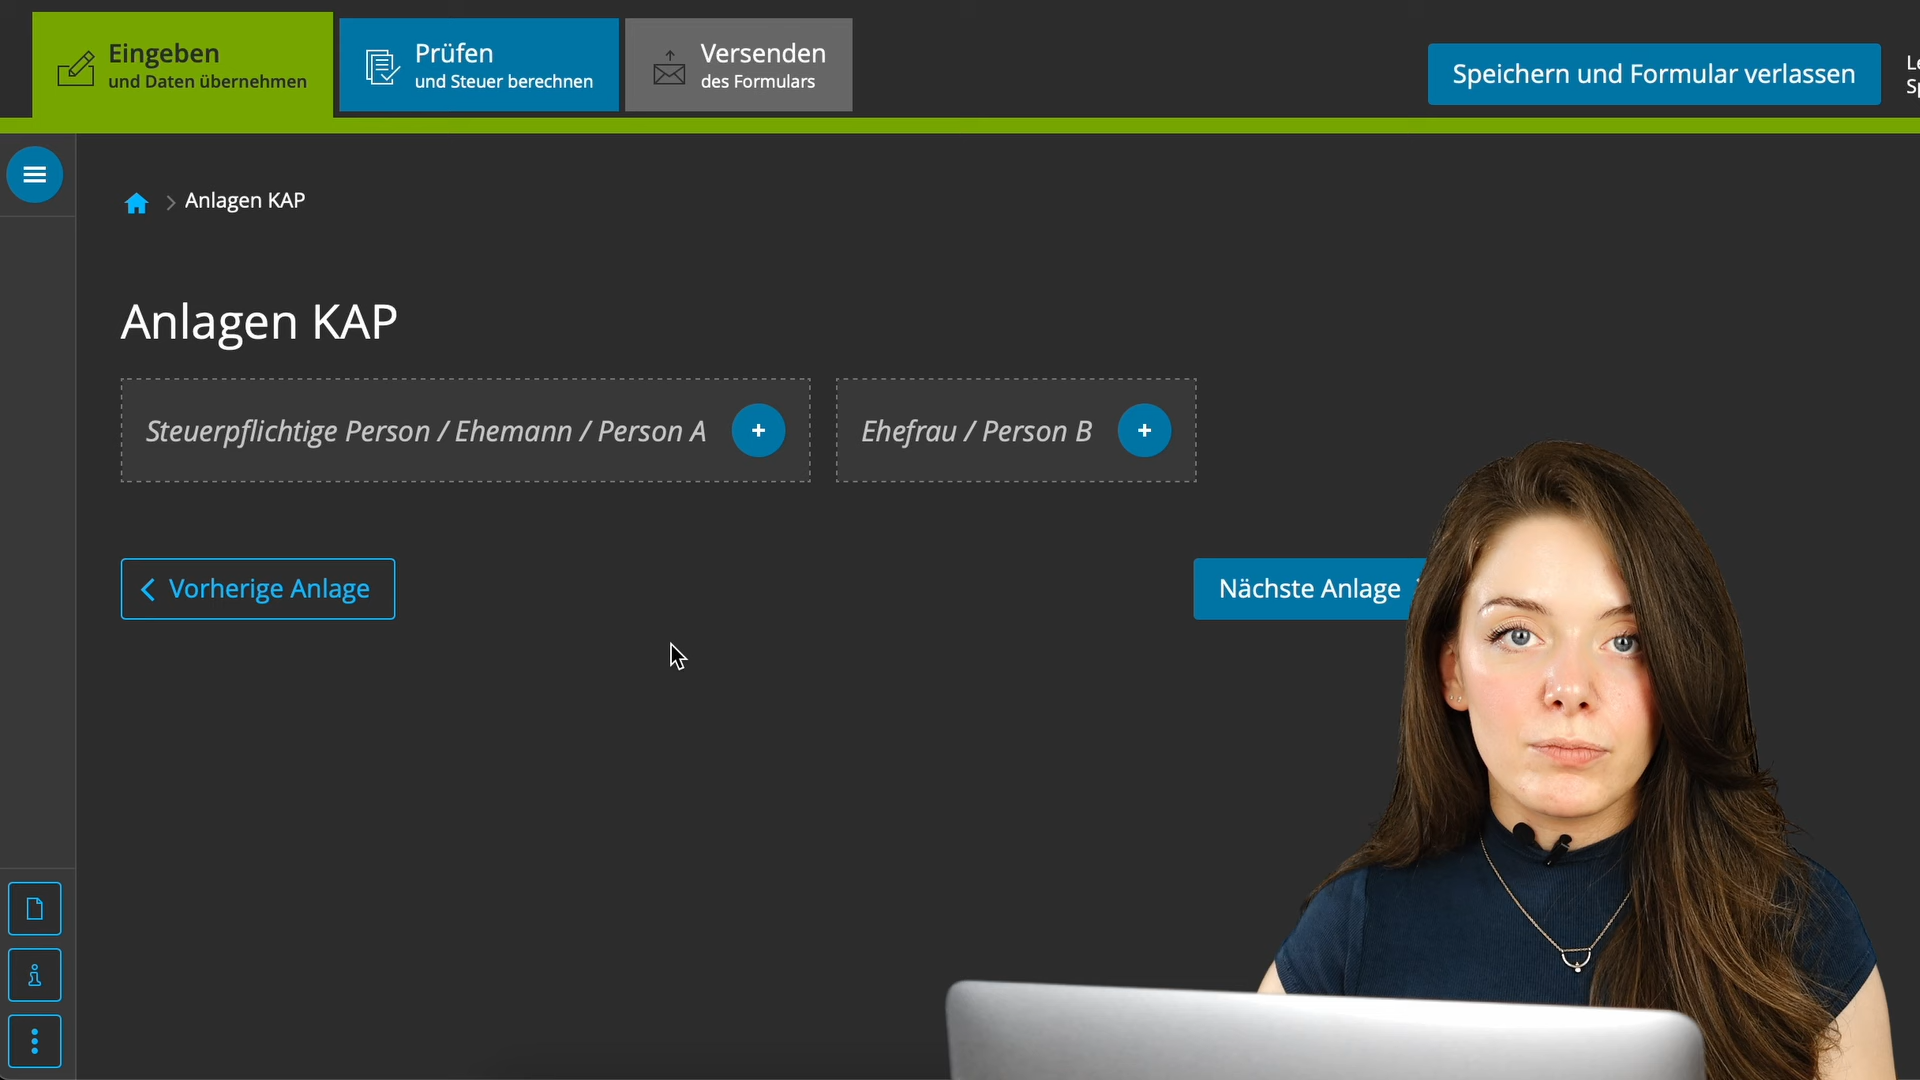 Eingeben
und Daten übernehmen
Prüfen
und Steuer berechnen
Versenden
des Formulars
Speichern und Formular verlassen
Anlagen KAP
Anlagen KAP
Steuerpflichtige Person / Ehemann / Person A
Ehefrau / Person B
Vorherige Anlage
Nächste Anlage